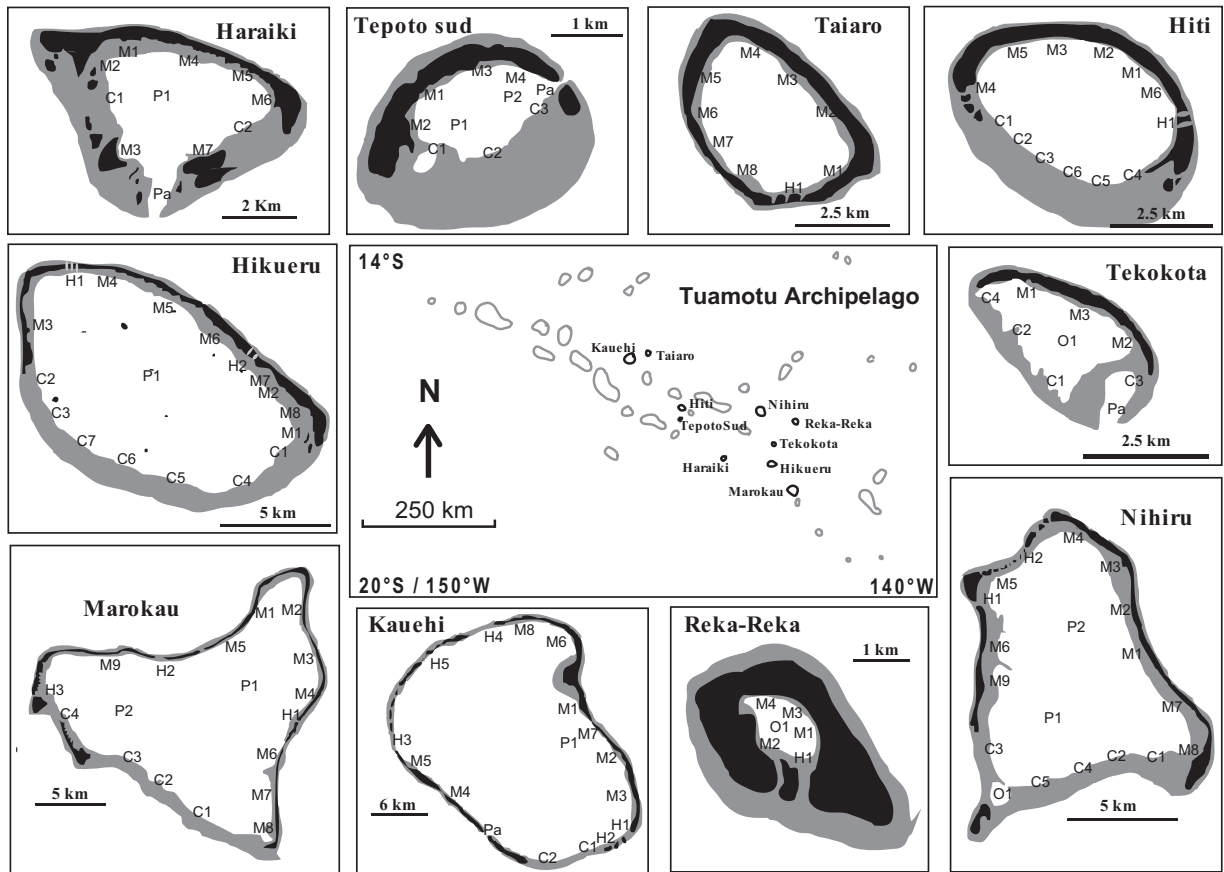 Haraiki
M1
M2
M4
M5
M6
C1
P1
C2
M3
M7
Pa
2 Km
Tepoto sud
1 km
M3
M4
M1
P2
Pa
C3
M2
P1
C1
C2
Taiaro
M4
M5
M3
M6
M2
M7
M8
M1
H1
2.5 km
Hiti
M5
M3
M2
M1
M4
M6
C1
H1
C2
C3
C6
C5
C4
2.5 km
Hikueru
H1
M4
M5
M3
M6
H2
C2
P1
M7
M2
C3
M8
M1
C7
C1
C6
C5
C4
5 km
14°S
Tuamotu Archipelago
Kauehi
Taiaro
N
Hiti
Nihiru
TepotoSud
Reka-Reka
Tekokota
Haraiki
Hikueru
Marokau
250 km
20°S / 150°W
140°W
Tekokota
C4
M1
M3
C2
O1
M2
C1
C3
Pa
2.5 km
Marokau
M1
M2
M5
M9
H2
M3
P1
H3
M4
C4
P2
H1
C3
M6
C2
M7
C1
M8
5 km
Kauehi
H4
M8
M6
H5
M1
H3
P1
M7
M5
M2
M4
M3
6 km
Pa
H1
H2
C1
C2
Reka-Reka
1 km
M4
M3
O1
M1
M2
H1
Nihiru
M4
H2
M3
M5
H1
M2
P2
M6
M1
M9
M7
P1
C3
M8
C2
C1
C4
C5
O1
5 km